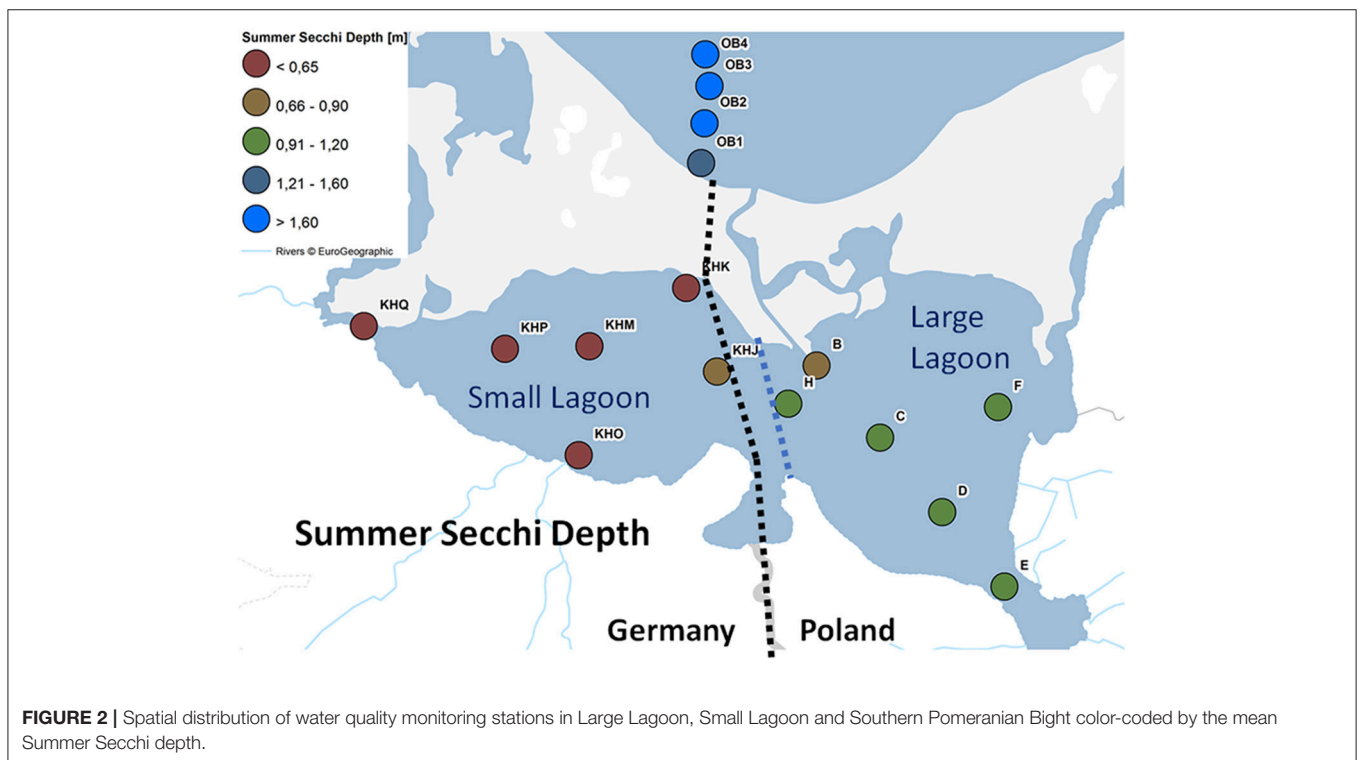 Summer Secchi Depth [m]
< 0,65
0,66 - 0,90
0,91 - 1,20
1,21 - 1,60
> 1,60
Rivers © EuroGeographic
OB4
OB3
OB2
OB1
KHK
KHQ
KHP
KHM
KHJ
B
H
Large
Lagoon
F
Small Lagoon
C
KHO
D
Summer Secchi Depth
E
Germany
Poland
FIGURE 2 | Spatial distribution of water quality monitoring stations in Large Lagoon, Small Lagoon and Southern Pomeranian Bight color-coded by the mean
Summer Secchi depth.